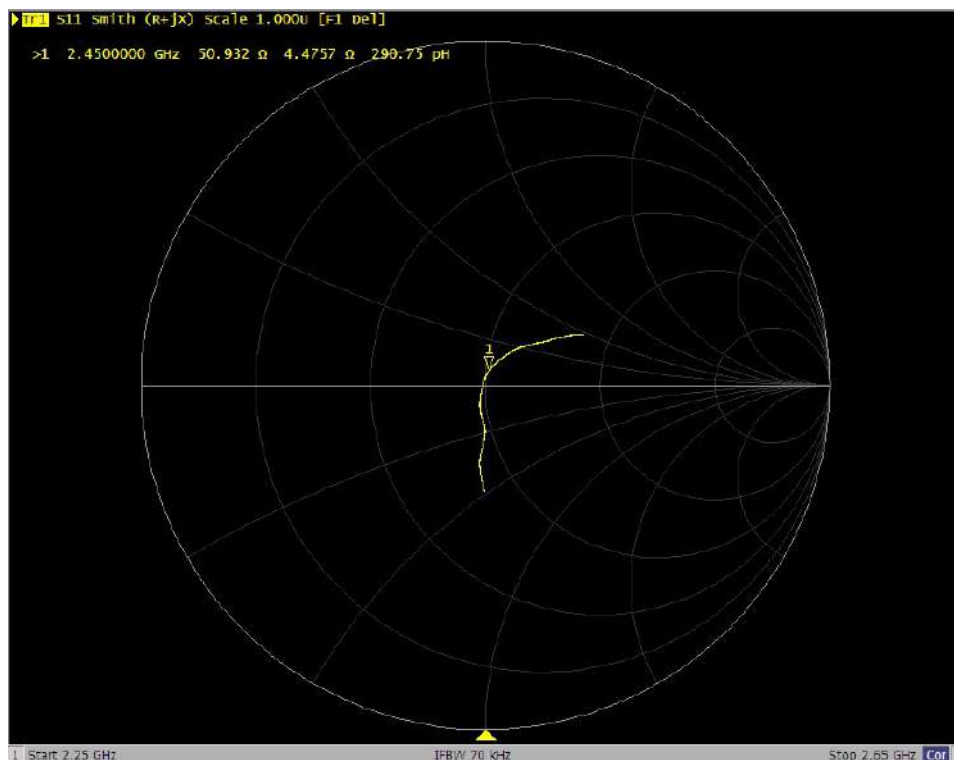 Tr1 S11 Smith (R+jX) Scale 1.000U [F1 Del]
>1 2.4500000 GHz 50.932 Ω 4.4757 Ω 290.75 pH
1
1 Start 2.25 GHz IFBW 70 kHz Stop 2.65 GHz Cor